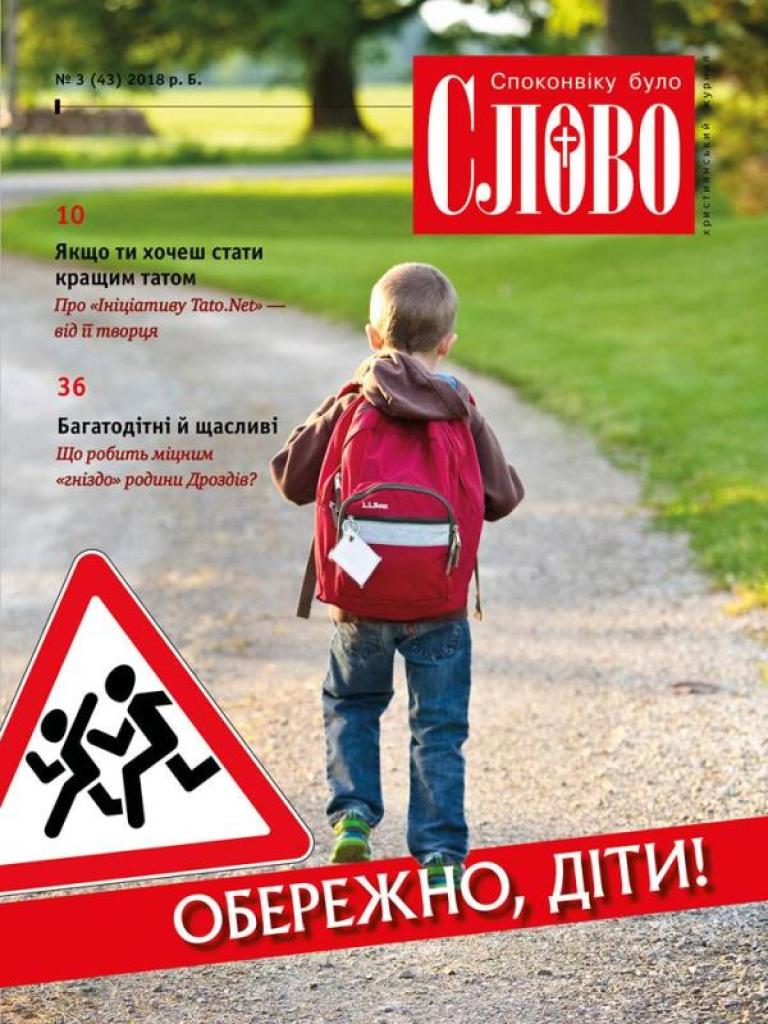 № 3 (43) 2018 р. Б.
Споконвіку було
Слово
християнський журнал
10
Якщо ти хочеш стати
кращим татом
Про «Ініціативу Tato.Net» —
від її творця
36
Багатодітні й щасливі
Що робить міцним
«гніздо» родини Дроздів?
L.L.Bean
ОБЕРЕЖНО, ДІТИ!